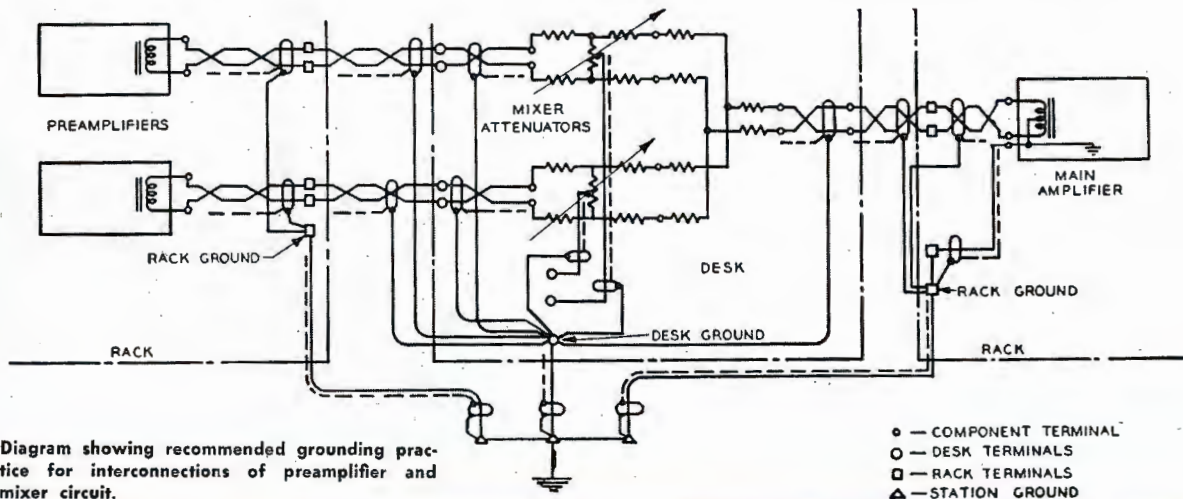 PREAMPLIFIERS
MIXER
ATTENUATORS
MAIN
AMPLIFIER
RACK GROUND
DESK
RACK GROUND
DESK GROUND
RACK
RACK
Diagram showing recommended grounding prac-
tice for interconnections of preamplifier and
mixer circuit.
— COMPONENT TERMINAL
— DESK TERMINALS
— RACK TERMINALS
— STATION GROUND